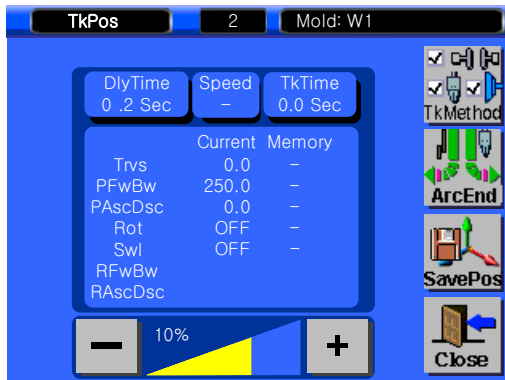 TkPos 2 Mold: W1
DlyTime Speed TkTime
0 .2 Sec – 0.0 Sec
TkMethod
Current Memory
Trvs 0.0 –
PFwBw 250.0 –
PAscDsc 0.0 –
Rot OFF –
Swl OFF –
RFwBw
RAscDsc
ArcEnd
SavePos
10%
Close